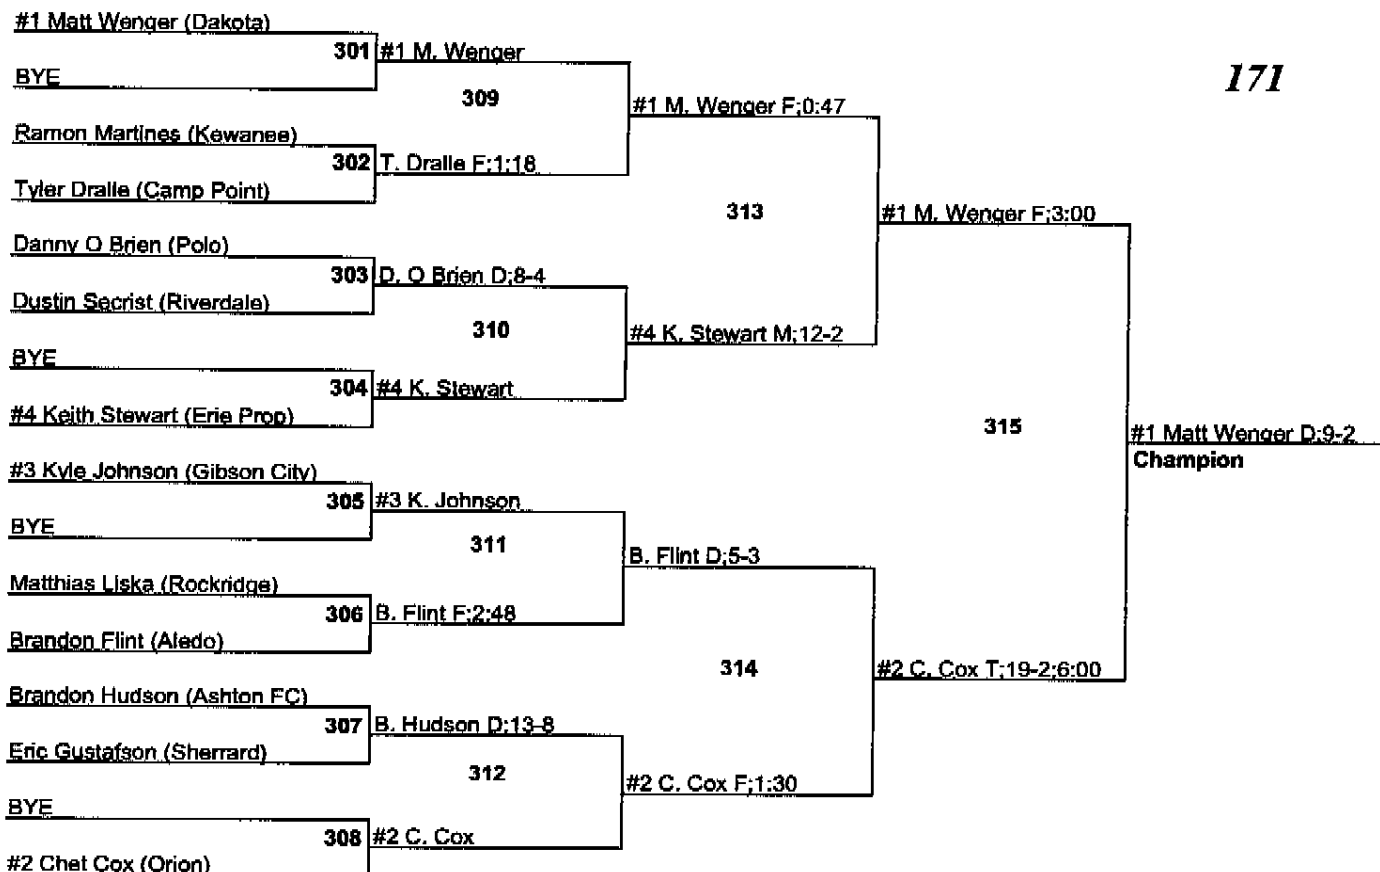 #1 Matt Wenger (Dakota)
301 #1 M. Wenger
171
BYE
309
#1 M. Wenger F;0:47
Ramon Martines (Kewanee)
302 T. Dralle F;1;18
Tyler Dralle (Camp Point)
313
#1 M. Wenger F;3:00
Danny O Brien (Polo)
303 D. O Brien D;8-4
Dustin Secrist (Riverdale)
310
#4 K. Stewart M;12-2
BYE
304 #4 K. Stewart
#4 Keith Stewart (Erie Prop)
315
#1 Matt Wenger D;9-2
Champion
#3 Kyle Johnson (Gibson City)
305 #3 K. Johnson
BYE
311
B. Flint D;5-3
Matthias Liska (Rockridge)
306 B. Flint F;2;48
Brandon Flint (Aledo)
314
#2 C. Cox T;19-2;6:00
Brandon Hudson (Ashton FC)
307 B. Hudson D;13-8
Eric Gustafson (Sherrard)
312
#2 C. Cox F;1:30
BYE
308 #2 C. Cox
#2 Chet Cox (Orion)